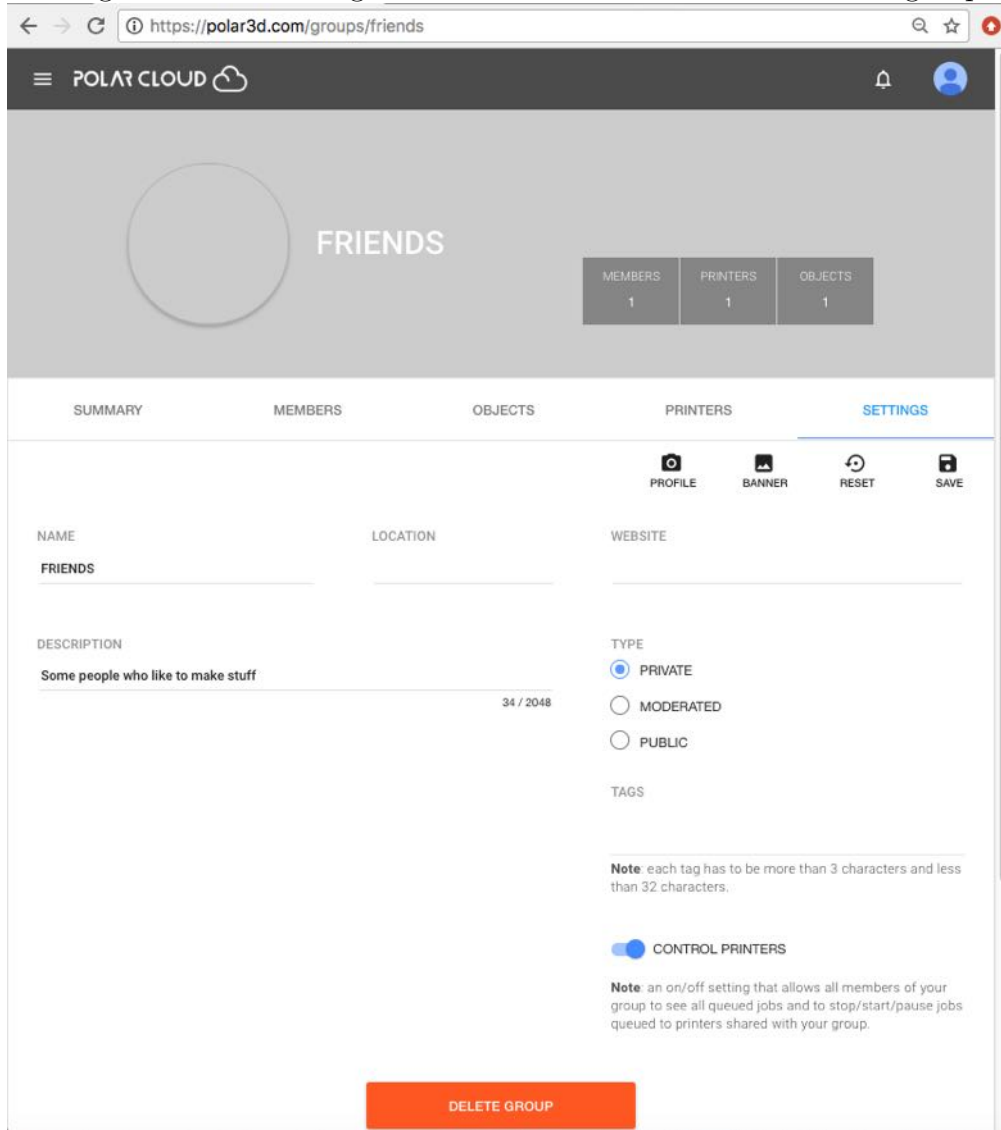 https://polar3d.com/groups/friends
POLAR CLOUD
FRIENDS
MEMBERS PRINTERS OBJECTS
1 1 1
SUMMARY MEMBERS OBJECTS PRINTERS SETTINGS
PROFILE BANNER RESET SAVE
NAME LOCATION WEBSITE
FRIENDS
DESCRIPTION
Some people who like to make stuff
34 / 2048
TYPE
PRIVATE
MODERATED
PUBLIC
TAGS
Note: each tag has to be more than 3 characters and less
than 32 characters.
CONTROL PRINTERS
Note: an on/off setting that allows all members of your
group to see all queued jobs and to stop/start/pause jobs
queued to printers shared with your group.
DELETE GROUP